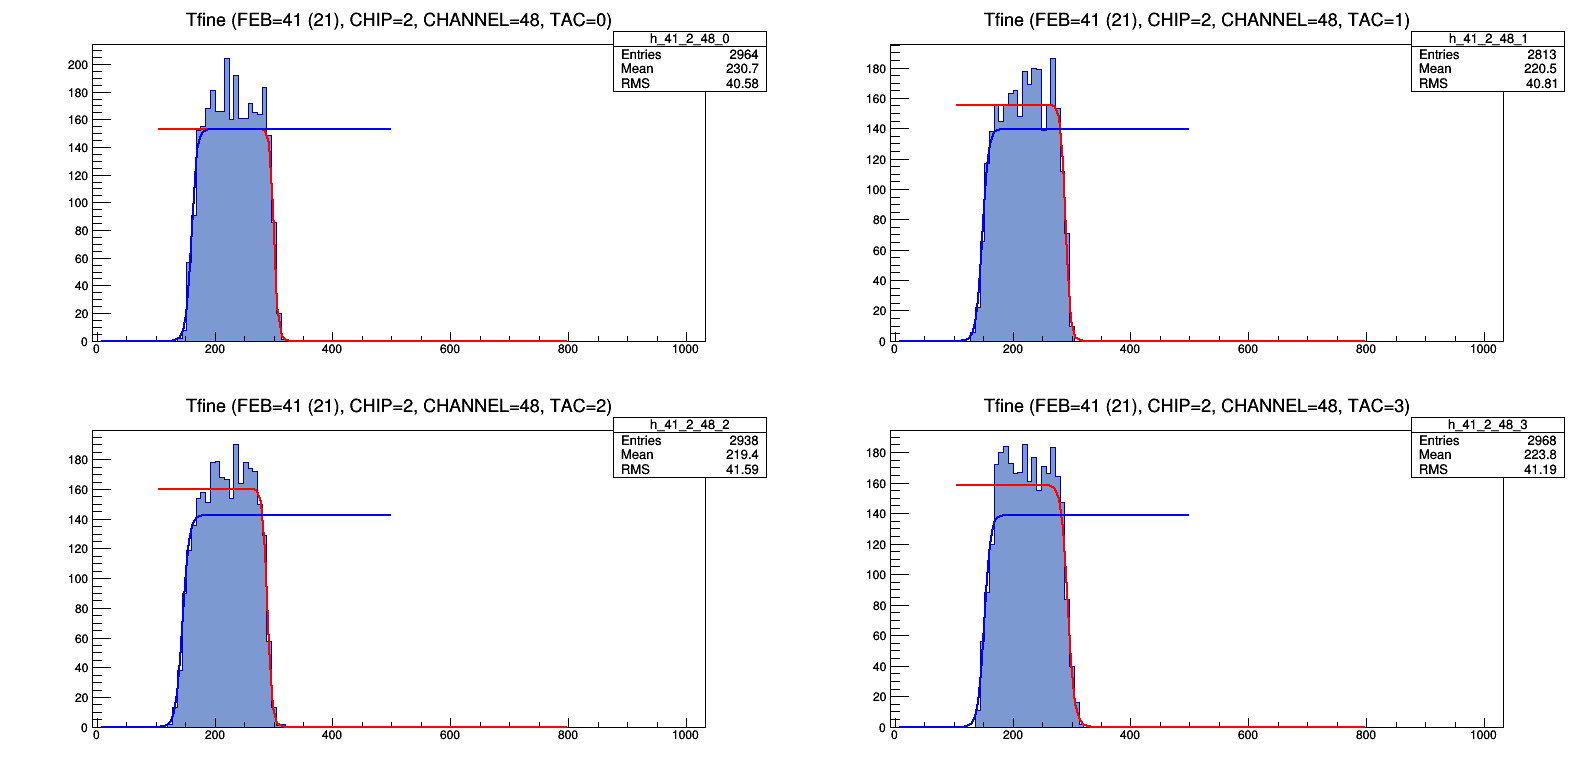 Tfine (FEB=41 (21), CHIP=2, CHANNEL=48, TAC=0)
h_41_2_48_0
Entries 2964
Mean 230.7
RMS 40.58
200
180
160
140
120
100
80
60
40
20
0
0 200 400 600 800 1000
Tfine (FEB=41 (21), CHIP=2, CHANNEL=48, TAC=1)
h_41_2_48_1
Entries 2813
Mean 220.5
RMS 40.81
180
160
140
120
100
80
60
40
20
0
0 200 400 600 800 1000
Tfine (FEB=41 (21), CHIP=2, CHANNEL=48, TAC=2)
h_41_2_48_2
Entries 2938
Mean 219.4
RMS 41.59
180
160
140
120
100
80
60
40
20
0
0 200 400 600 800 1000
Tfine (FEB=41 (21), CHIP=2, CHANNEL=48, TAC=3)
h_41_2_48_3
Entries 2968
Mean 223.8
RMS 41.19
180
160
140
120
100
80
60
40
20
0
0 200 400 600 800 1000